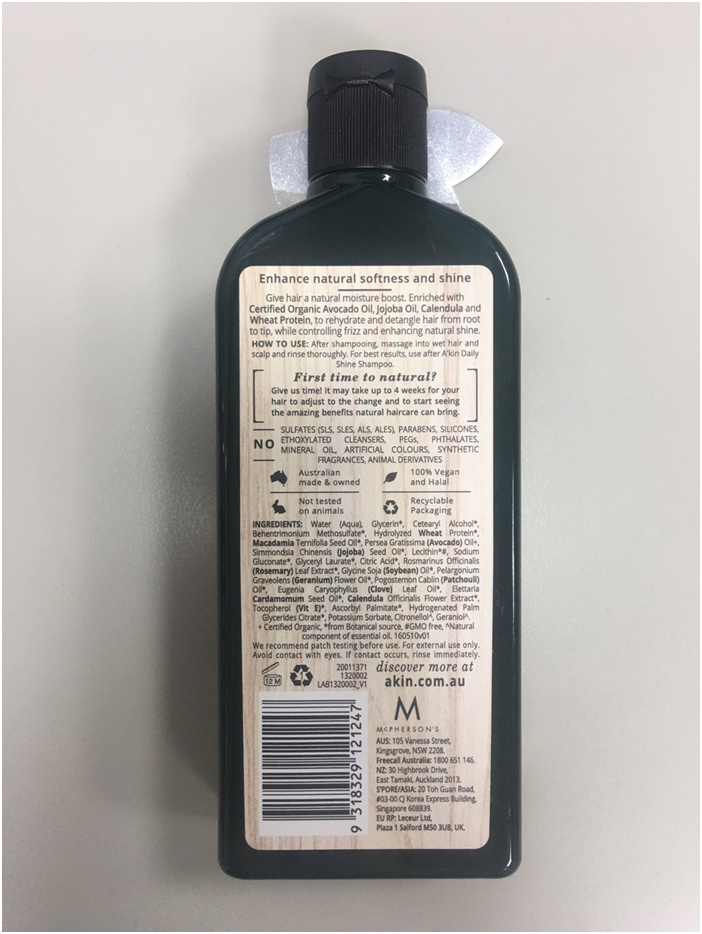 Enhance natural softness and shine
Give hair a natural moisture boost. Enriched with
Certified Organic Avocado Oil, Jojoba Oil, Calendula and
Wheat Protein, to rehydrate and detangle hair from root
to tip, while controlling frizz and enhancing natural shine.
HOW TO USE: After shampooing, massage into wet hair and
scalp and rinse thoroughly. For best results, use after A'kin Daily
Shine Shampoo.
First time to natural?
Give us time! It may take up to 4 weeks for your
hair to adjust to the change and to start seeing
the amazing benefits natural haircare can bring.
NO
SULFATES (SLS, SLES, ALS, ALES), PARABENS, SILICONES,
ETHOXYLATED CLEANSERS, PEGs, PHTHALATES,
MINERAL OIL, ARTIFICIAL COLOURS, SYNTHETIC
FRAGRANCES, ANIMAL DERIVATIVES
Australian
made & owned
100% Vegan
and Halal
Not tested
on animals
Recyclable
Packaging
INGREDIENTS: Water (Aqua), Glycerin*, Cetearyl Alcohol*,
Behentrimonium Methosulfate*, Hydrolyzed Wheat Protein*,
Macadamia Ternifolia Seed Oil*, Persea Gratissima (Avocado) Oil+,
Simmondsia Chinensis (Jojoba) Seed Oil*, Lecithin*#, Sodium
Gluconate*, Glyceryl Laurate*, Citric Acid*, Rosmarinus Officinalis
(Rosemary) Leaf Extract*, Glycine Soja (Soybean) Oil*, Pelargonium
Graveolens (Geranium) Flower Oil*, Pogostemon Cablin (Patchouli)
Oil*, Eugenia Caryophyllus (Clove) Leaf Oil*, Elettaria
Cardamomum Seed Oil*, Calendula Officinalis Flower Extract*,
Tocopherol (Vit E)*, Ascorbyl Palmitate*, Hydrogenated Palm
Glycerides Citrate*, Potassium Sorbate, Citronellol^, Geraniol^.
+ Certified Organic, *from Botanical source, #GMO free, ^Natural
component of essential oil. 160510v01
We recommend patch testing before use. For external use only.
Avoid contact with eyes. If contact occurs, rinse immediately.
12 M
1
20011371
1320002
LAB1320002_V1
discover more at
akin.com.au
9 318329 121247
M
McPHERSON'S
AUS: 105 Vanessa Street,
Kingsgrove, NSW 2208.
Freecall Australia: 1800 651 146.
NZ: 30 Highbrook Drive,
East Tamaki, Auckland 2013.
S'PORE/ASIA: 20 Toh Guan Road,
#03-00 CJ Korea Express Building,
Singapore 608839.
EU RP: Leceur Ltd,
Plaza 1 Salford M50 3UB, UK.